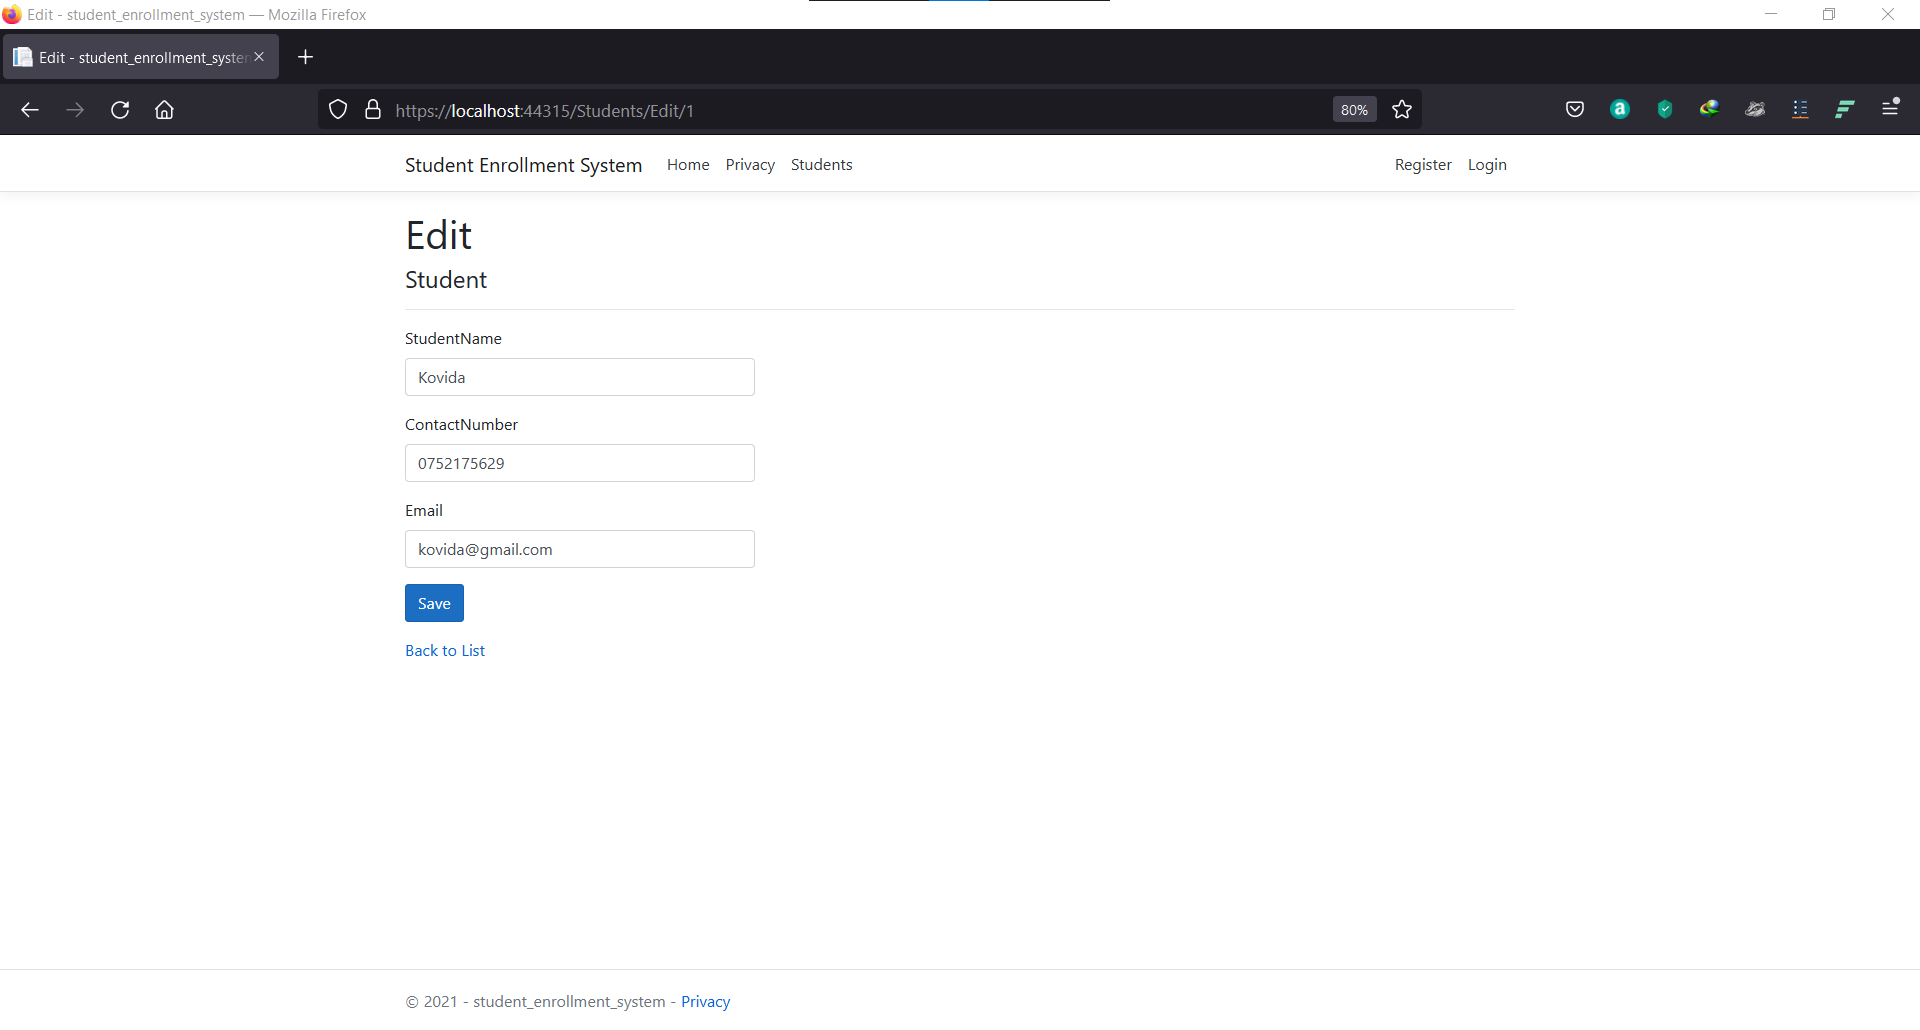 Edit - student_enrollment_system — Mozilla Firefox
Edit - student_enrollment_system
https://localhost:44315/Students/Edit/1 80%
Student Enrollment System Home Privacy Students Register Login
Edit
Student
StudentName
Kovida
ContactNumber
0752175629
Email
kovida@gmail.com
Save
Back to List
© 2021 - student_enrollment_system - Privacy